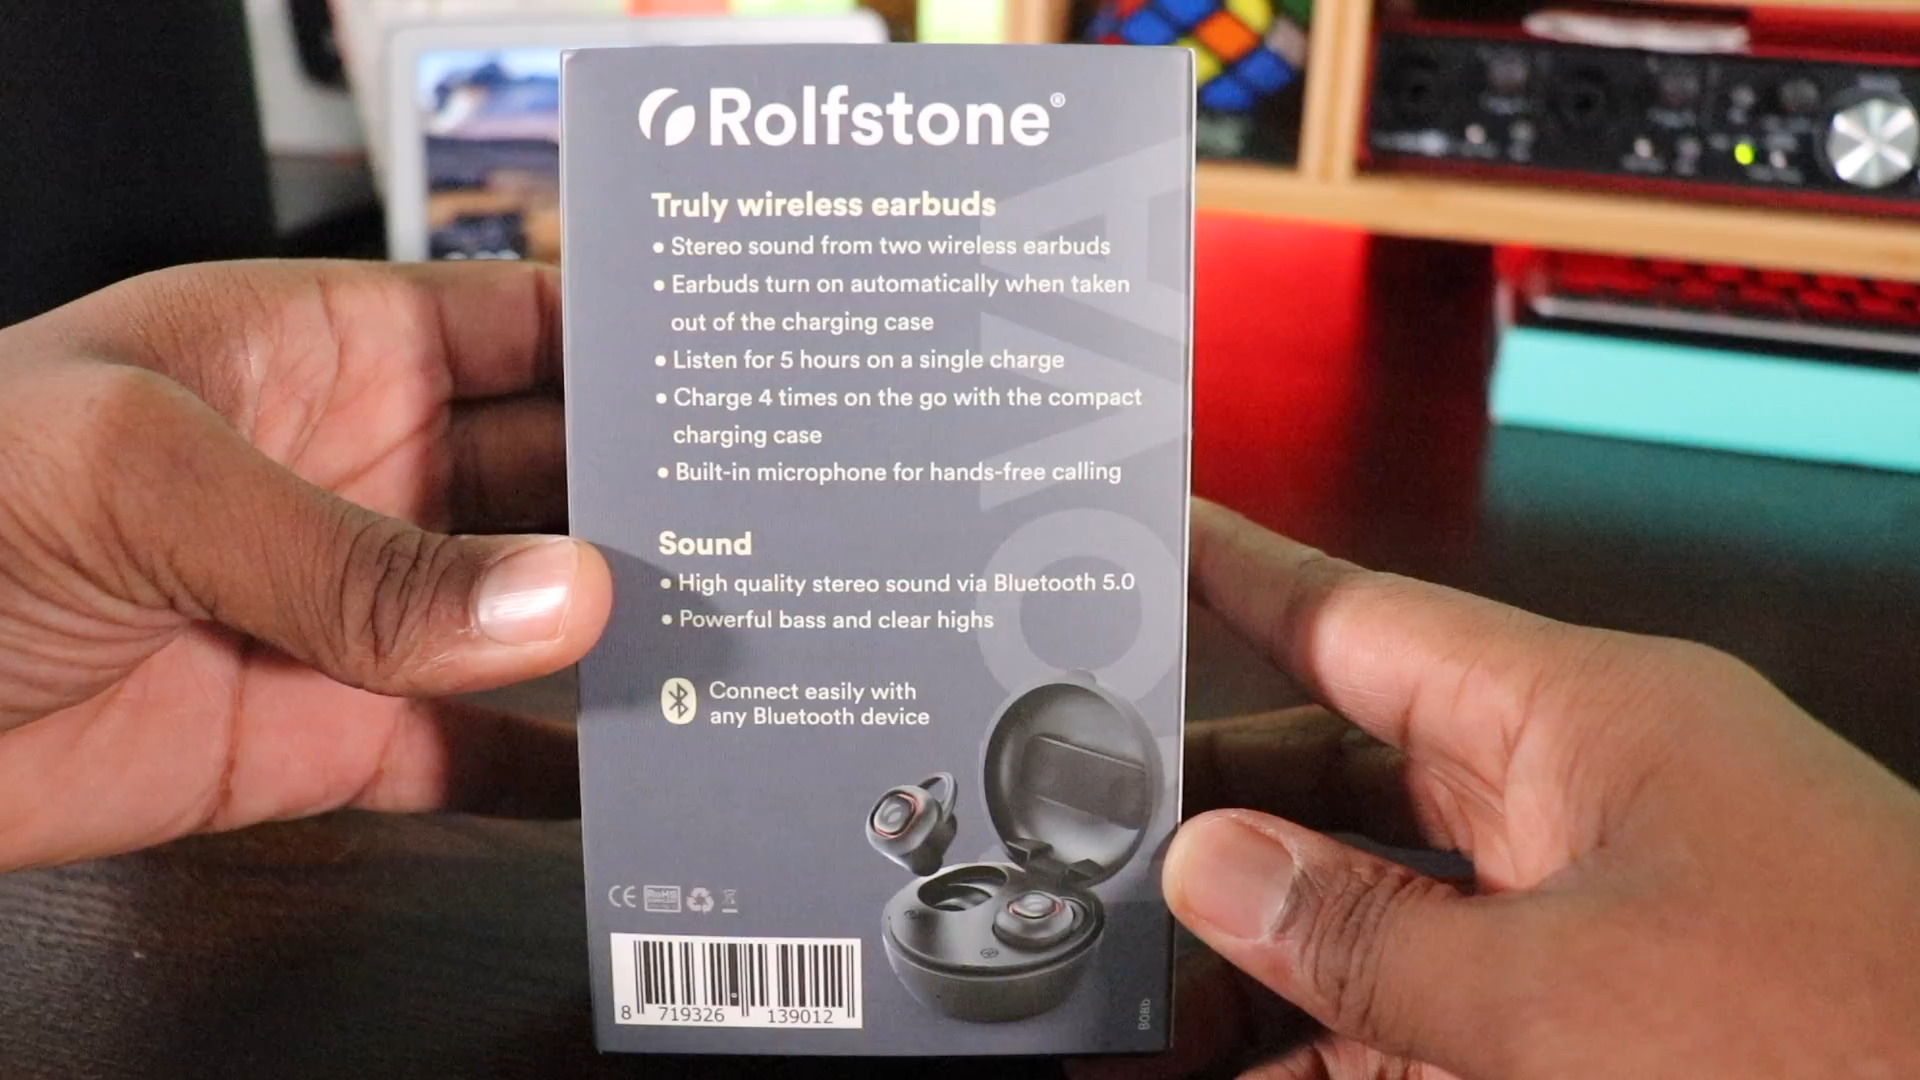 Rolfstone®
Truly wireless earbuds
• Stereo sound from two wireless earbuds
• Earbuds turn on automatically when taken
out of the charging case
• Listen for 5 hours on a single charge
• Charge 4 times on the go with the compact
charging case
• Built-in microphone for hands-free calling
Sound
• High quality stereo sound via Bluetooth 5.0
• Powerful bass and clear highs
Connect easily with
any Bluetooth device
OVA
CE RoHS
8 719326 139012